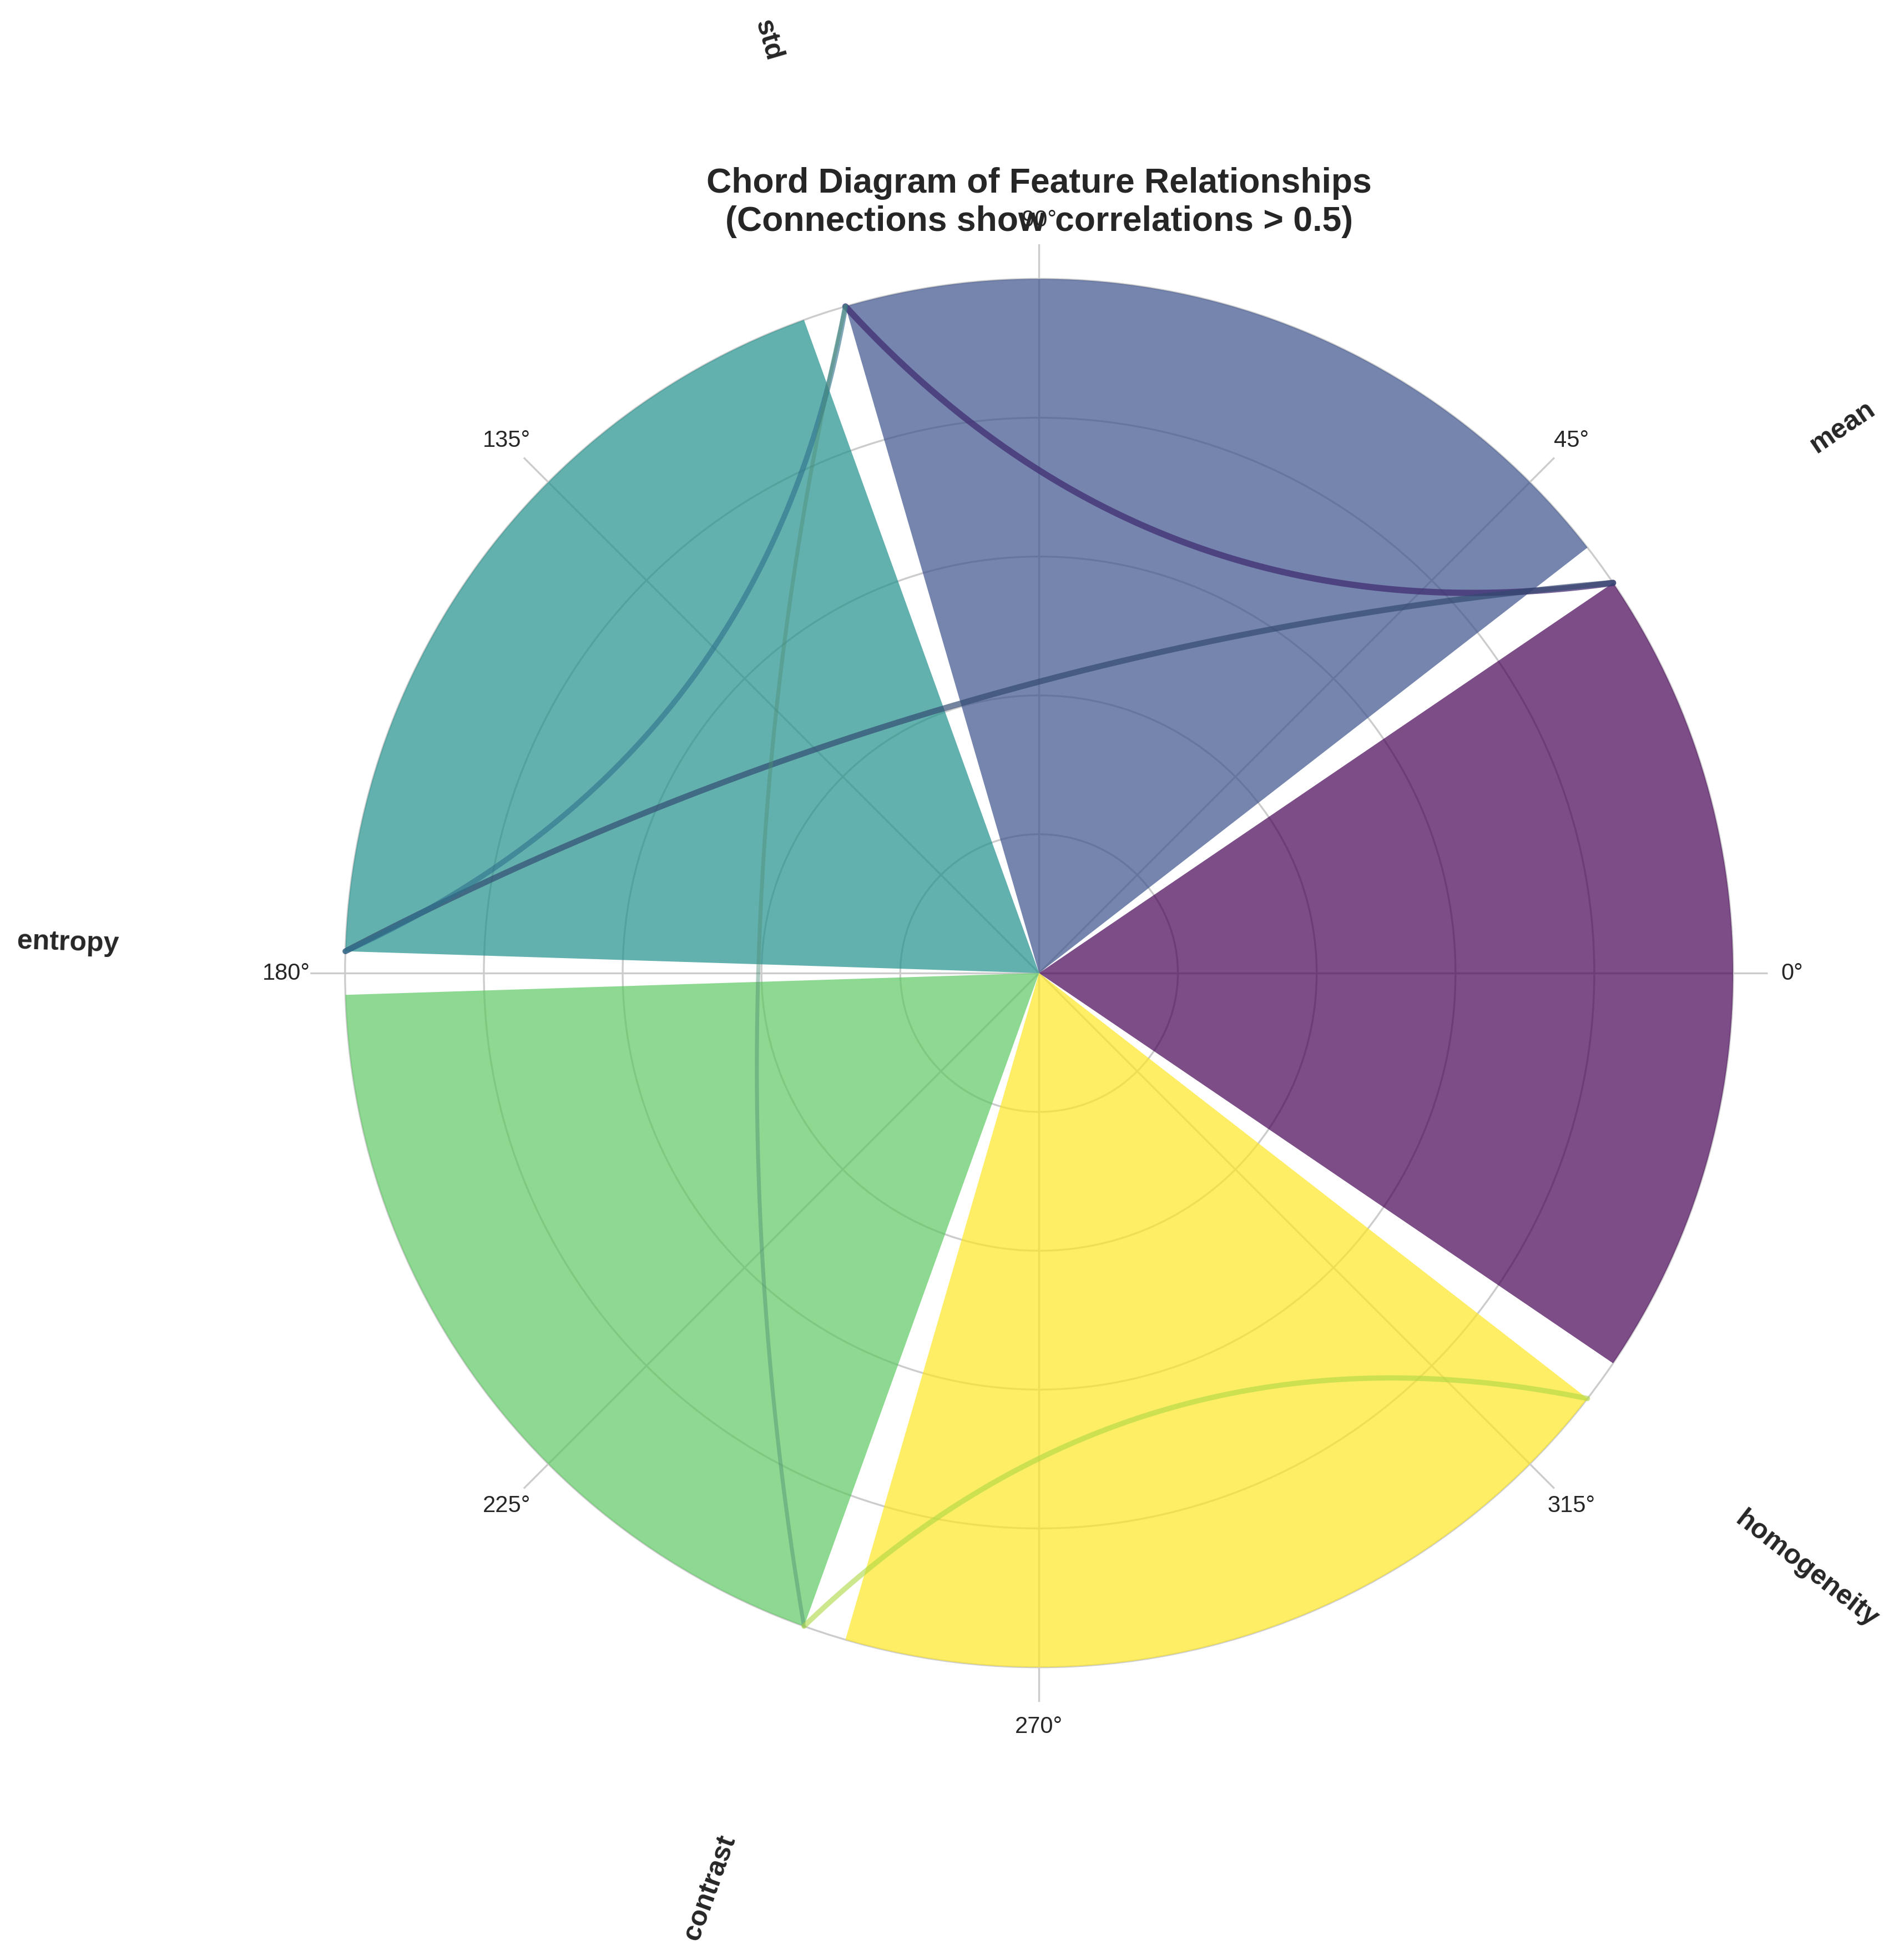 std
Chord Diagram of Feature Relationships
(Connections show correlations > 0.5)
90°
mean
135°
45°
entropy
180°
0°
225°
315°
homogeneity
270°
contrast